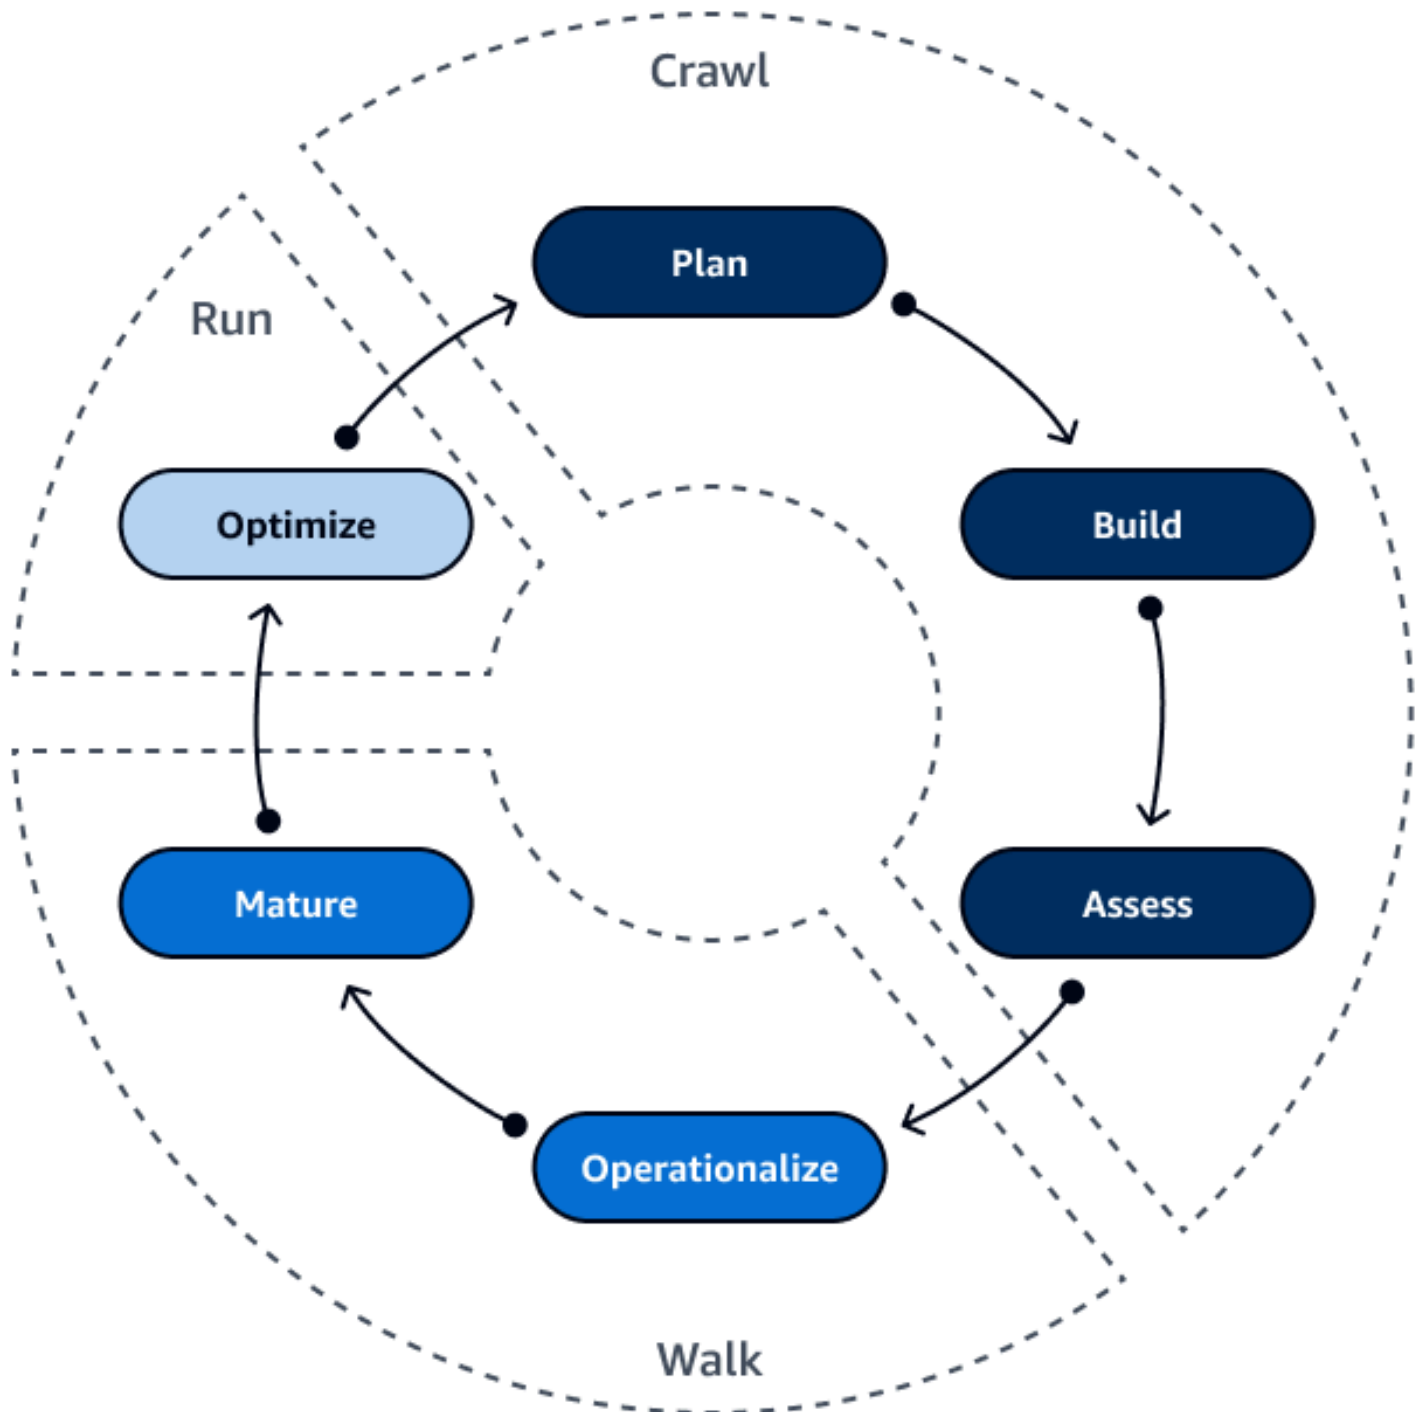 Crawl
Plan
Build
Assess
Operationalize
Walk
Mature
Optimize
Run